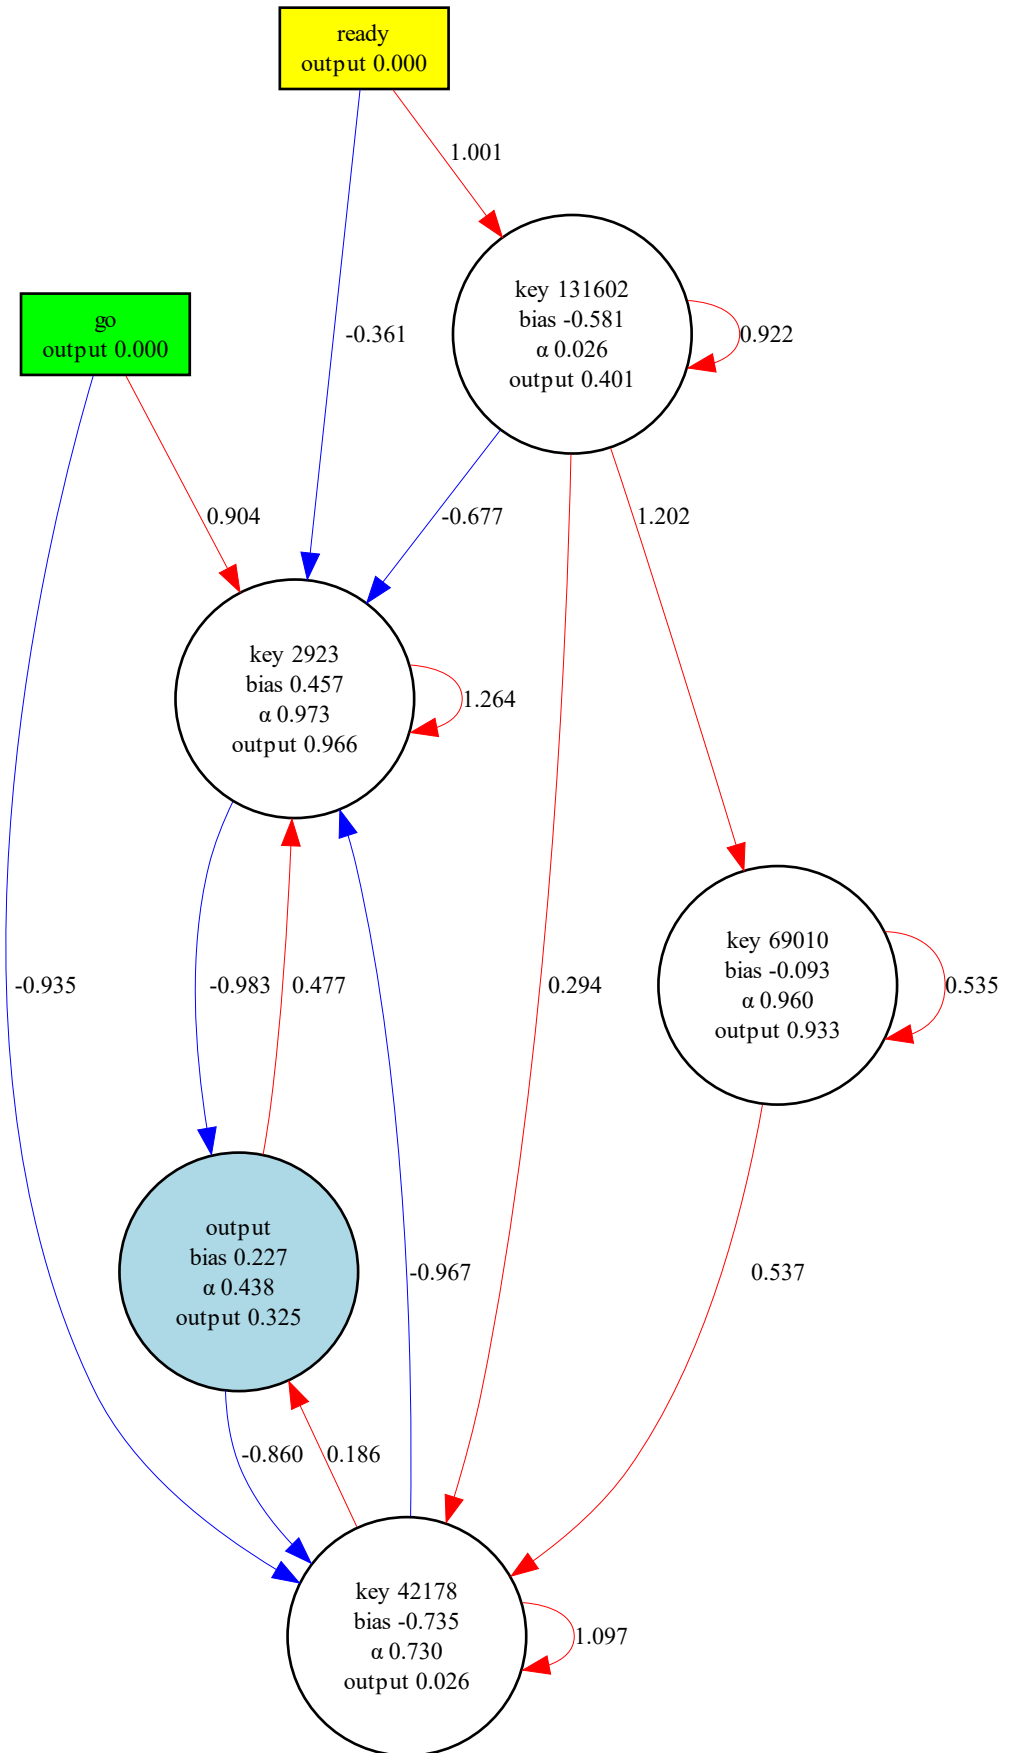 ready
output 0.000
1.001
key 131602
bias -0.581
α 0.026
output 0.401
0.922
go
output 0.000
-0.361
0.904
-0.677
1.202
key 2923
bias 0.457
α 0.973
output 0.966
1.264
key 69010
bias -0.093
α 0.960
output 0.933
-0.935
-0.983
0.477
0.294
0.535
output
bias 0.227
α 0.438
output 0.325
-0.967
0.537
-0.860
0.186
key 42178
bias -0.735
α 0.730
output 0.026
1.097